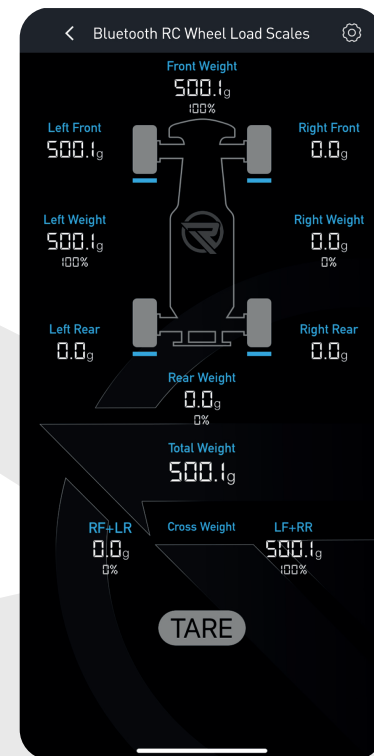 Bluetooth RC Wheel Load Scales
Front Weight
500.1g
100%
Left Front
500.1g
Right Front
0.0g
Left Weight
500.1g
100%
Right Weight
0.0g
0%
Left Rear
0.0g
Right Rear
0.0g
Rear Weight
0.0g
0%
Total Weight
500.1g
RF+LR
0.0g
0%
Cross Weight
LF+RR
500.1g
100%
TARE